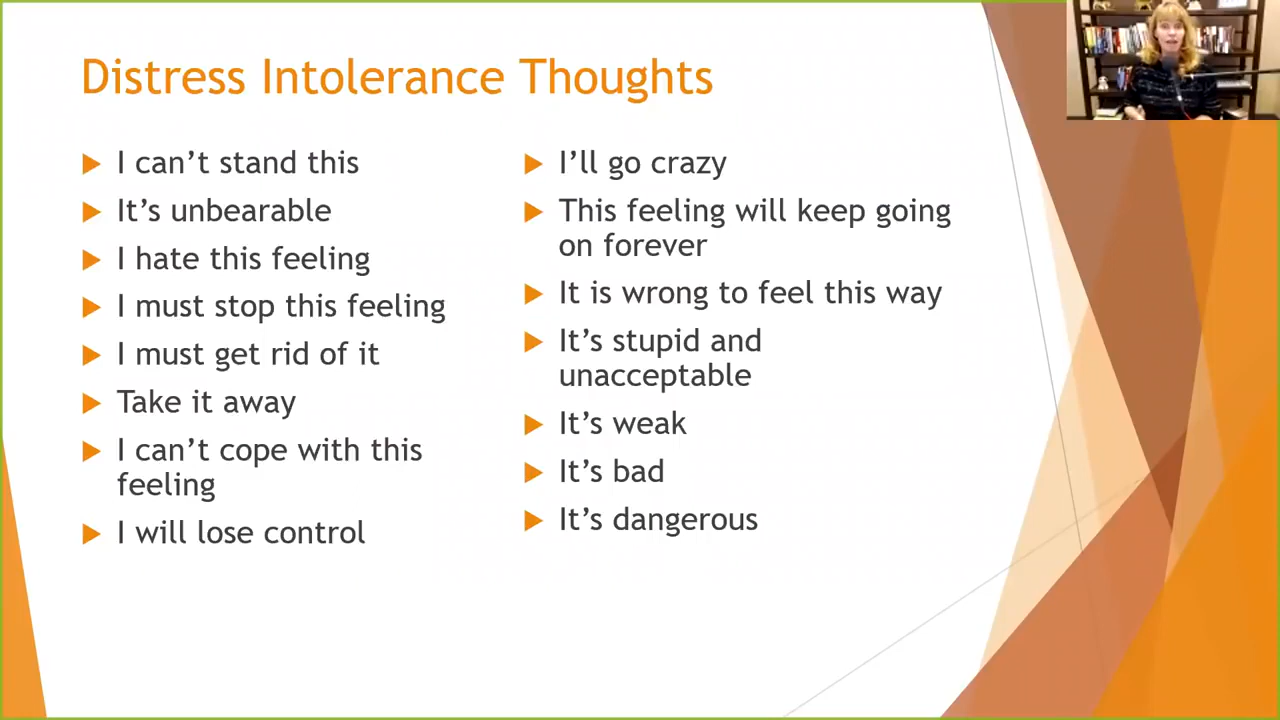 Distress Intolerance Thoughts
I can’t stand this
It’s unbearable
I hate this feeling
I must stop this feeling
I must get rid of it
Take it away
I can’t cope with this
feeling
I will lose control
I’ll go crazy
This feeling will keep going
on forever
It is wrong to feel this way
It’s stupid and
unacceptable
It’s weak
It’s bad
It’s dangerous